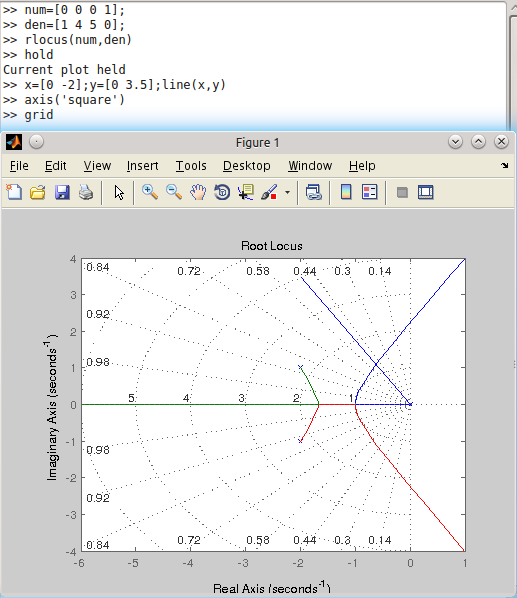 >> num=[0 0 0 1];
>> den=[1 4 5 0];
>> rlocus(num,den)
>> hold
Current plot held
>> x=[0 -2];y=[0 3.5];line(x,y)
>> axis('square')
>> grid
Figure 1
File Edit View Insert Tools Desktop Window Help
Root Locus
4
0.84 0.72 0.58 0.44 0.3 0.14
3
0.92
2
0.98
1
5 4 3 2 1
0
-1
0.98
-2
0.92
-3
0.84 0.72 0.58 0.44 0.3 0.14
-4
-6 -5 -4 -3 -2 -1 0 1
Imaginary Axis (seconds⁻¹)
Real Axis (seconds⁻¹)